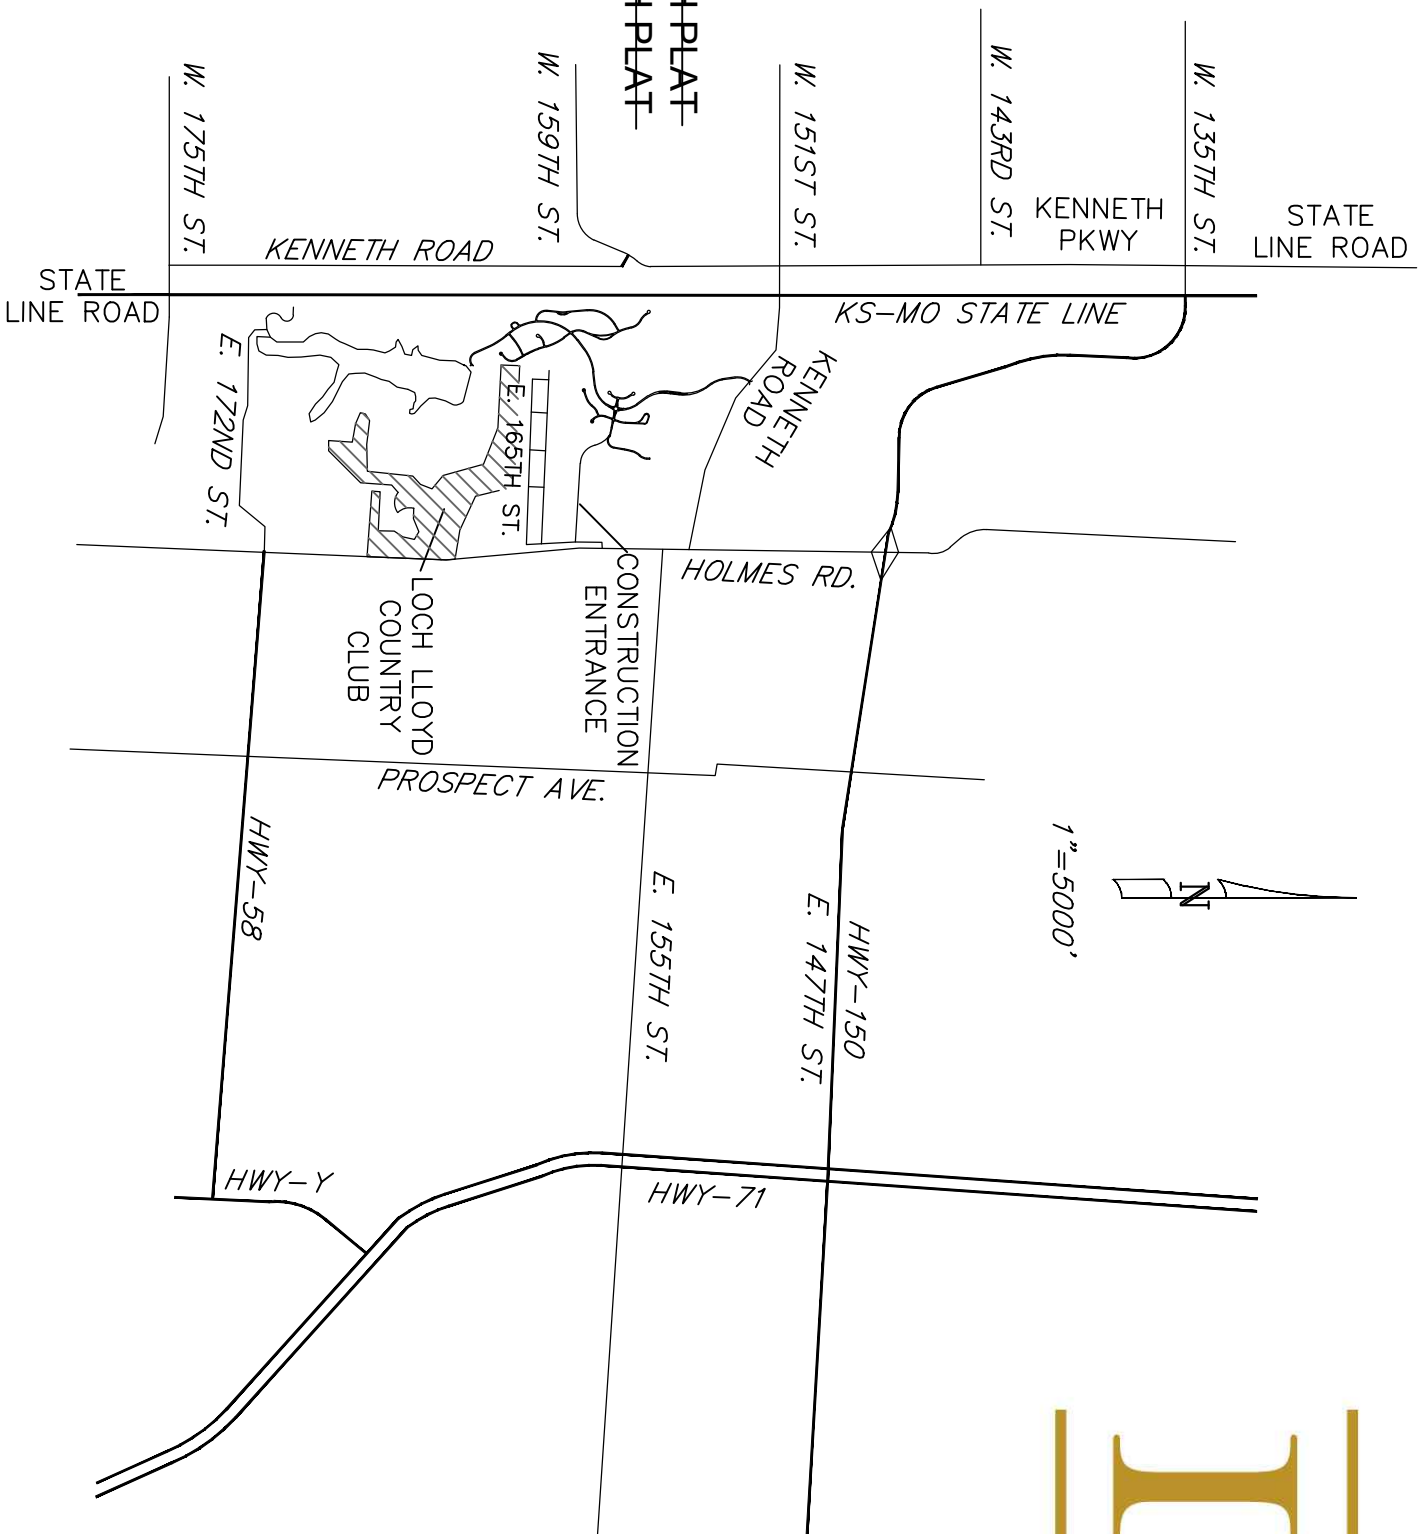 H PLAT
H PLAT
W. 175TH ST.
W. 159TH ST.
W. 151ST ST.
W. 143RD ST.
W. 135TH ST.
KENNETH
PKWY
STATE
LINE ROAD
KENNETH ROAD
STATE
LINE ROAD
KS-MO STATE LINE
KENNETH
ROAD
E. 172ND ST.
E. 165TH ST.
HOLMES RD.
CONSTRUCTION
ENTRANCE
LOCH LLOYD
COUNTRY
CLUB
PROSPECT AVE.
HWY-58
E. 155TH ST.
HWY-150
E. 147TH ST.
1"=5000'
N
HWY-Y
HWY-71